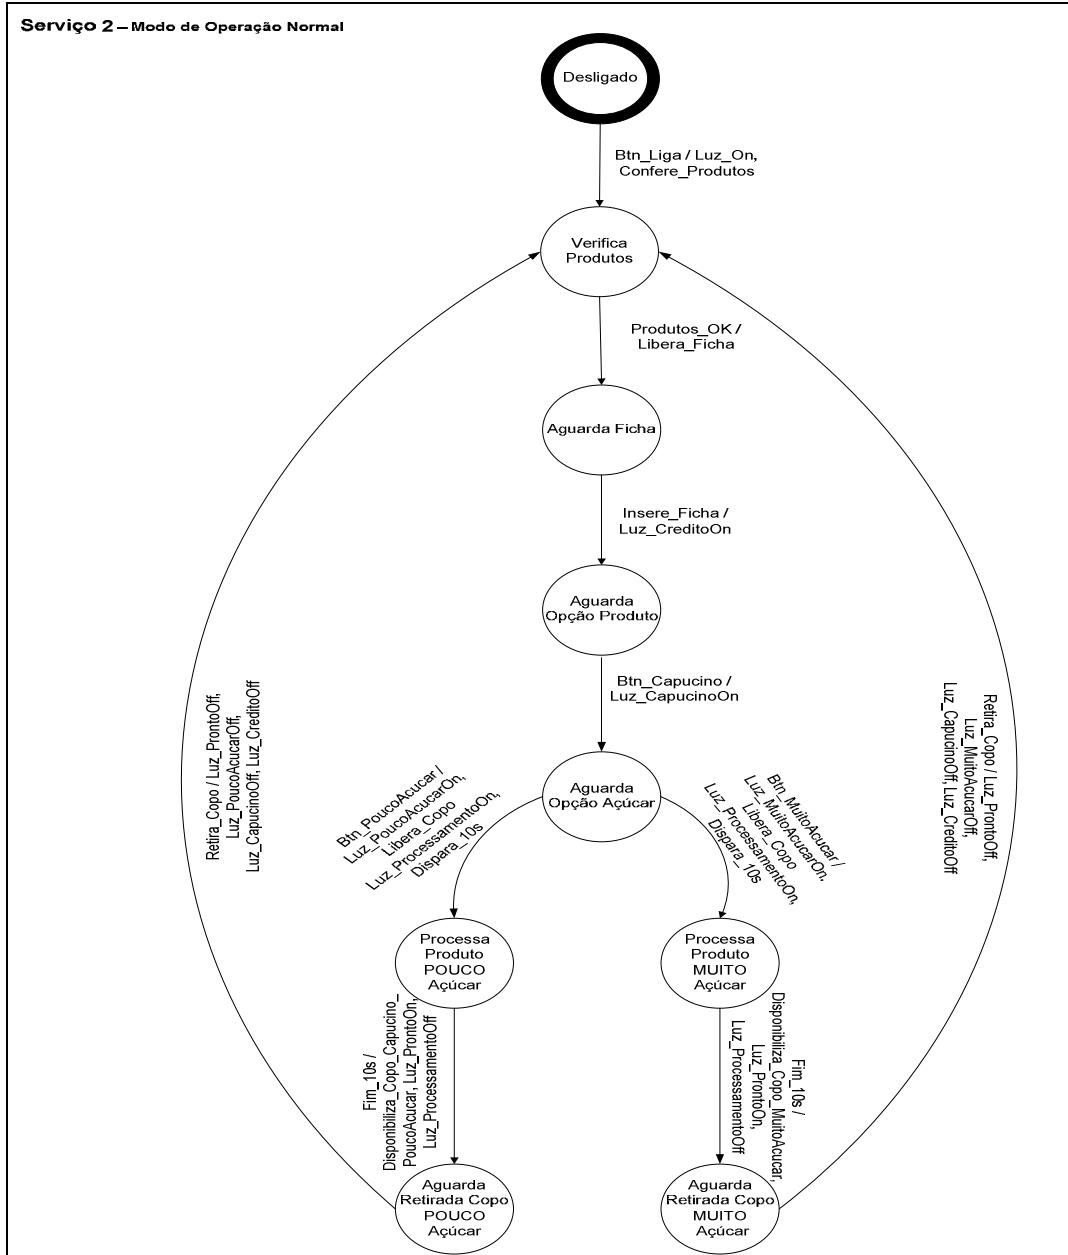 Serviço 2 – Modo de Operação Normal
Desligado
Btn_Liga / Luz_On,
Confere_Produtos
Verifica
Produtos
Produtos_OK /
Libera_Ficha
Aguarda Ficha
Insere_Ficha /
Luz_CreditoOn
Aguarda
Opção Produto
Btn_Capucino /
Luz_CapucinoOn
Aguarda
Opção Açúcar
Btn_PoucoAcucar /
Luz_PoucoAcucarOn,
Libera_Copo
Luz_ProcessamentoOn,
Dispara_10s
Btn_MuitoAcucar /
Luz_MuitoAcucarOn,
Libera_Copo
Luz_ProcessamentoOn,
Dispara_10s
Retira_Copo / Luz_ProntoOff,
Luz_PoucoAcucarOff,
Luz_CapucinoOff, Luz_CreditoOff
Retira_Copo / Luz_ProntoOff,
Luz_MuitoAcucarOff,
Luz_CapucinoOff, Luz_CreditoOff
Processa
Produto
POUCO
Açúcar
Processa
Produto
MUITO
Açúcar
Fim_10s /
Disponibiliza_Copo_Capucino_
PoucoAcucar, Luz_ProntoOn,
Luz_ProcessamentoOff
Fim_10s /
Disponibiliza_Copo_MuitoAcucar,
Luz_ProntoOn,
Luz_ProcessamentoOff
Aguarda
Retirada Copo
POUCO
Açúcar
Aguarda
Retirada Copo
MUITO
Açúcar